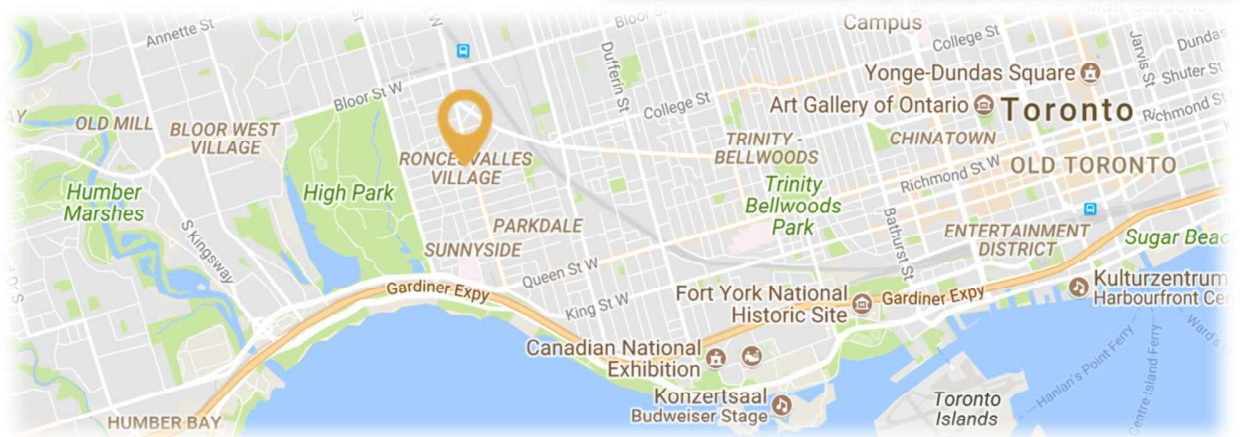 Bloor St
Campus
Allen Gardens
Annette St
College St
Dundas
Dufferin St
Jarvis St
Yonge-Dundas Square
Shuter St
Bloor St W
College St
Art Gallery of Ontario
Toronto
Richmond St
OLD MILL
BLOOR WEST
VILLAGE
TRINITY -
BELLWOODS
CHINATOWN
RONCESVALLES
VILLAGE
OLD TORONTO
Richmond St W
Humber
Marshes
High Park
Trinity
Bellwoods
Park
S Kingsway
PARKDALE
Bathurst St
ENTERTAINMENT
DISTRICT
Sugar Beac
SUNNYSIDE
Queen St W
Gardiner Expy
King St W
Fort York National
Historic Site
Gardiner Expy
Kulturzentrum
Harbourfront Cen
Canadian National
Exhibition
Konzertsaal
Budweiser Stage
Toronto
Islands
Hanlan's Point Ferry
Centre Island Ferry
Ward's
HUMBER BAY